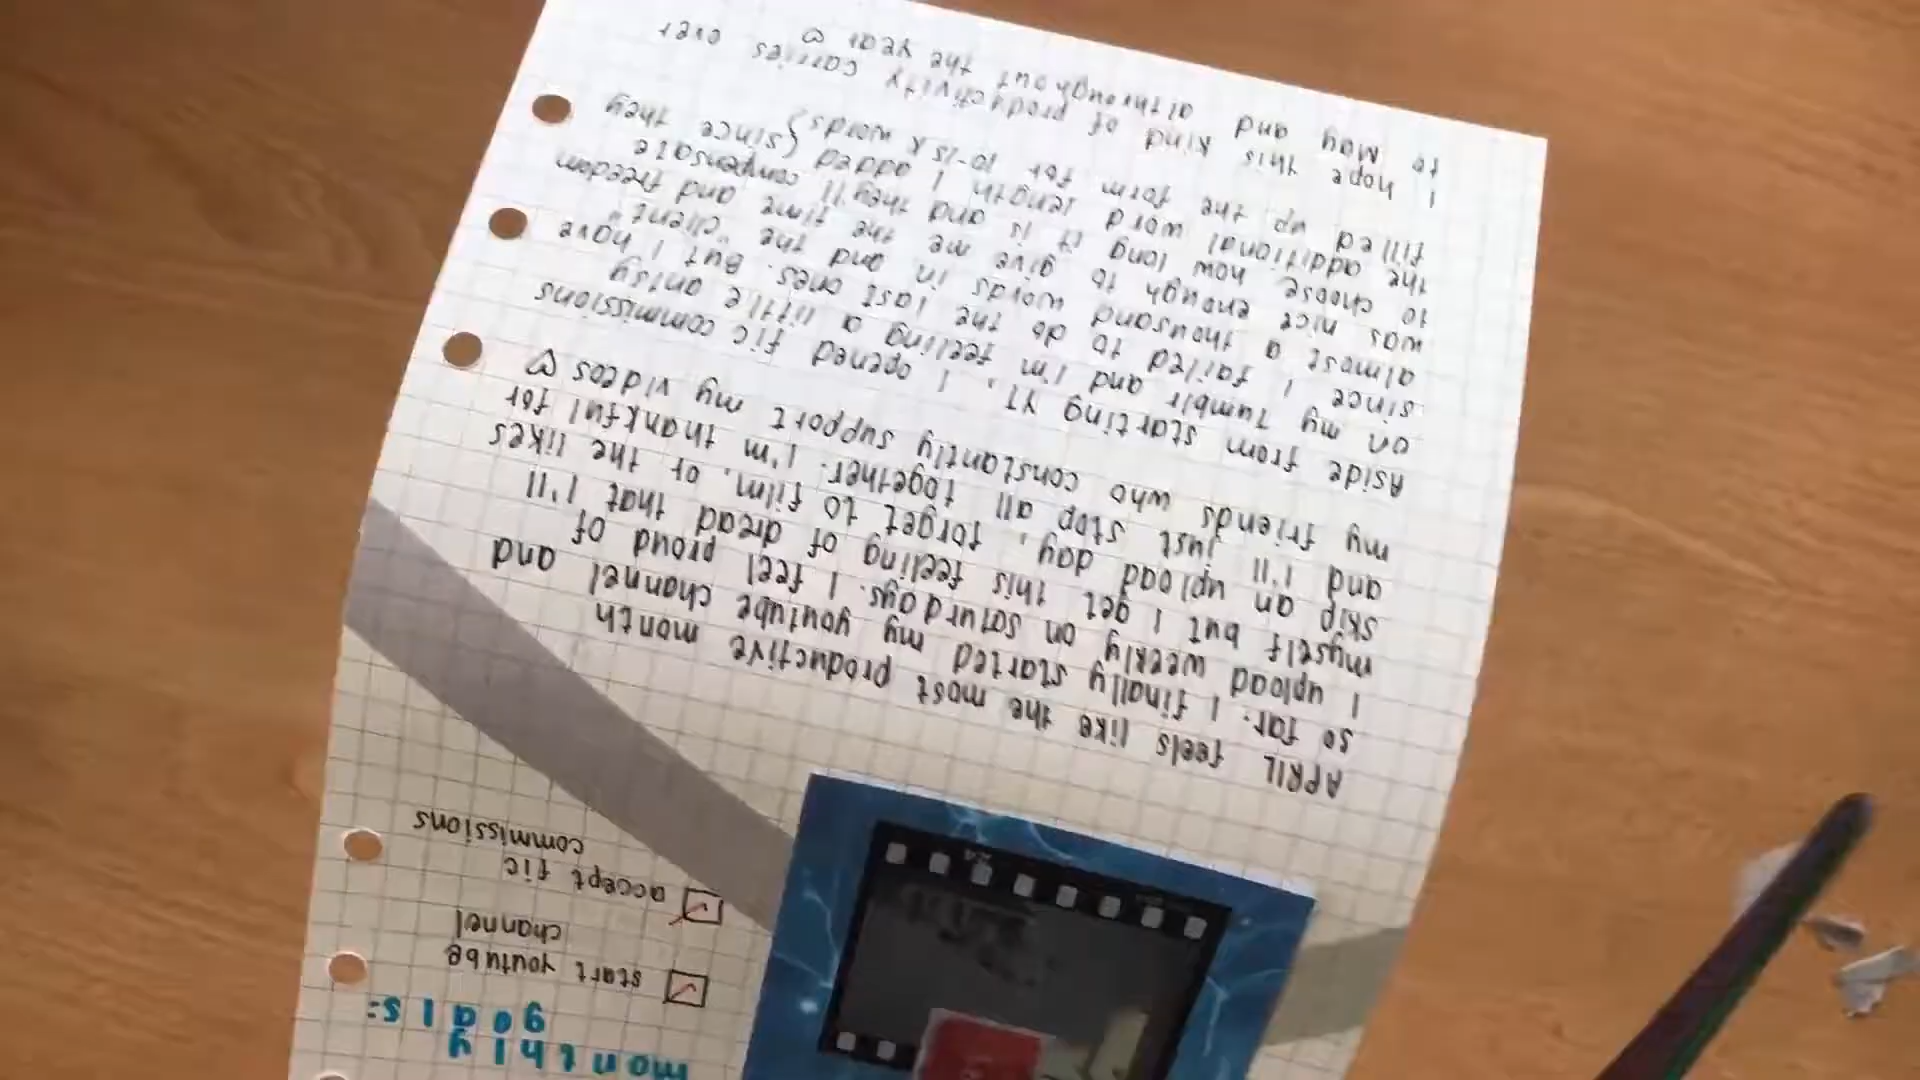 monthly
goals:
start youtube
channel
accept fic
commissions
APRIL feels like the most productive month
so far. I finally started my youtube channel and
I upload weekly on saturdays. I feel proud of
myself but I get this feeling of dread that I'll
skip an upload day, forget to film, or the likes
and I'll just stop all together. I'm thankful for
my friends who constantly support my videos ♡
Aside from starting YT, I opened fic commissions
on my Tumblr and I'm feeling a little antsy
since I failed to do the last ones. But I have
almost a thousand words in and the "client"
was nice enough to give me the time and freedom
to choose how long it is and they'll compensate
the additional word length I added {since they
filled up the form for 10-15 k words}
I hope this kind of productivity carries over
to May and althroughout the year ♡